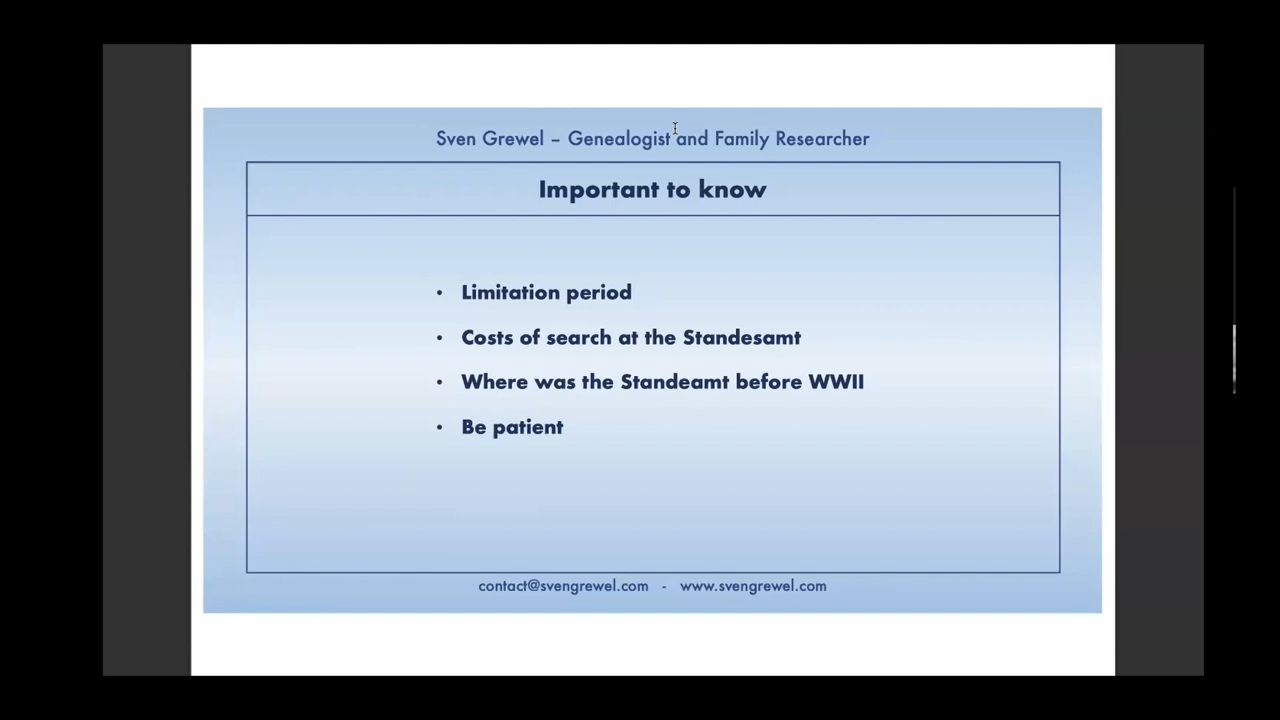 Sven Grewel – Genealogist and Family Researcher
Important to know
• Limitation period
• Costs of search at the Standesamt
• Where was the Standeamt before WWII
• Be patient
contact@svengrewel.com - www.svengrewel.com